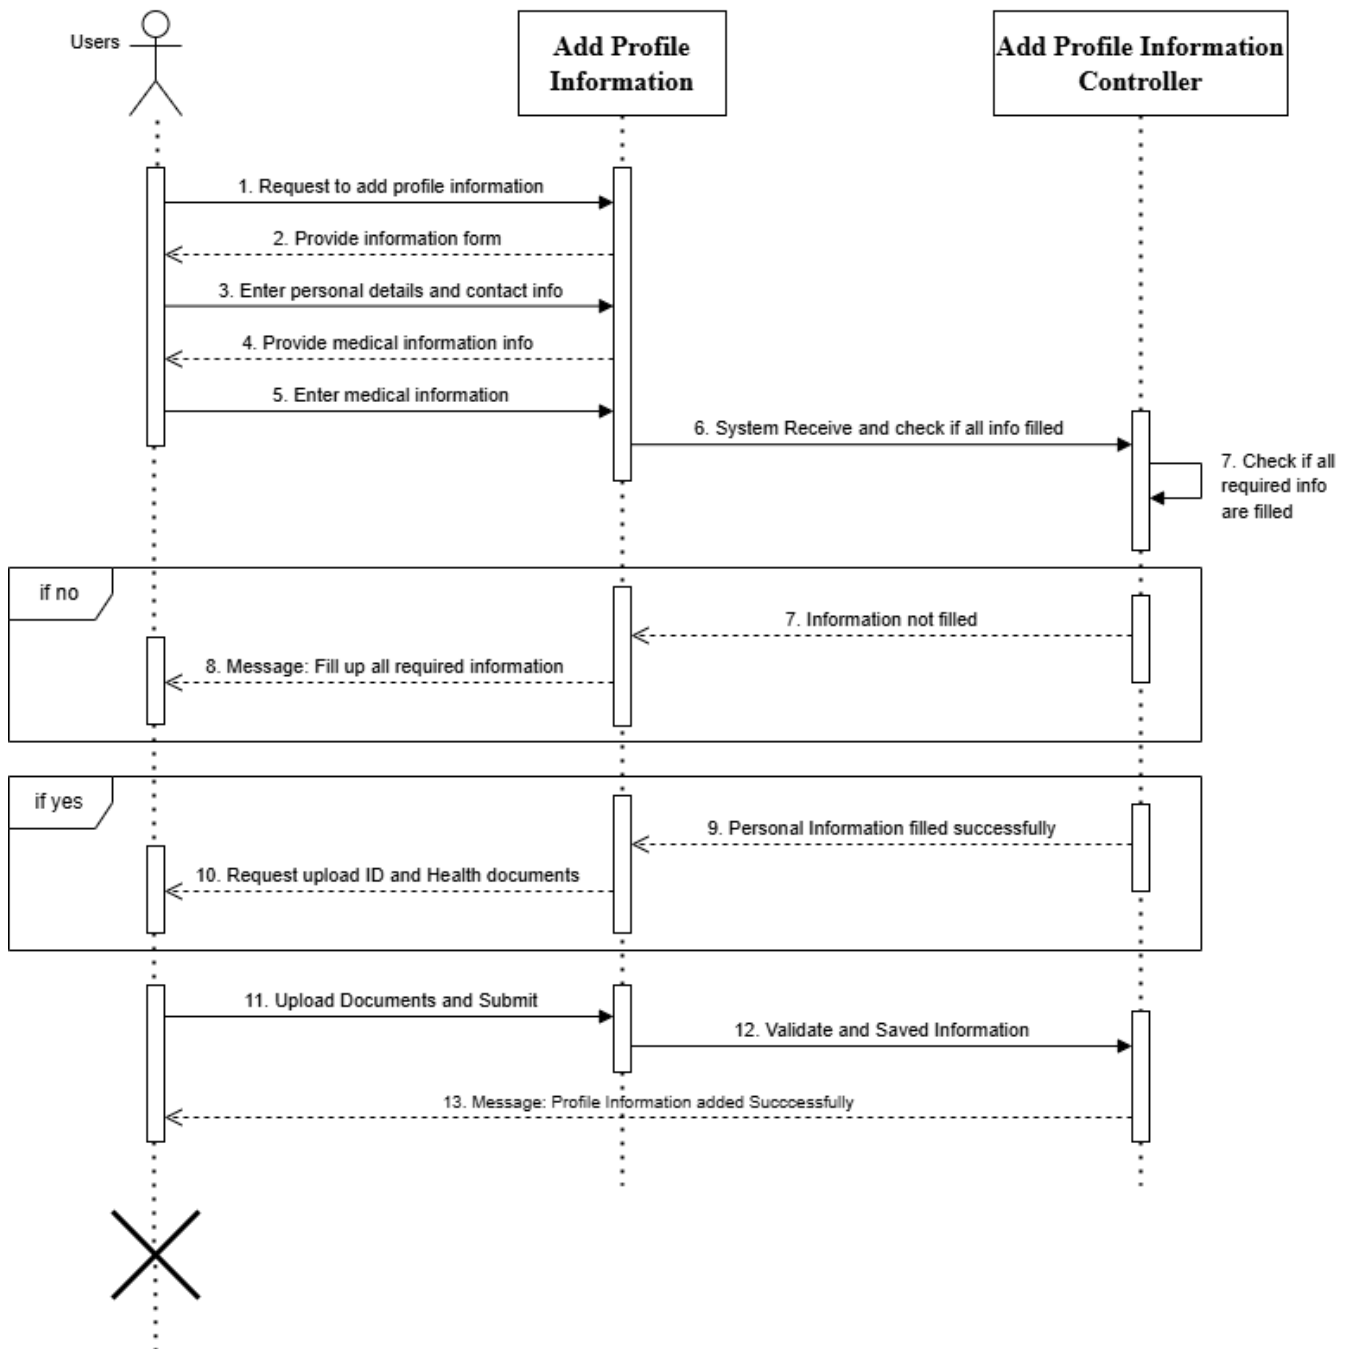 Users
Add Profile
Information
Add Profile Information
Controller
1. Request to add profile information
2. Provide information form
3. Enter personal details and contact info
4. Provide medical information info
5. Enter medical information
6. System Receive and check if all info filled
7. Check if all
required info
are filled
if no
7. Information not filled
8. Message: Fill up all required information
if yes
9. Personal Information filled successfully
10. Request upload ID and Health documents
11. Upload Documents and Submit
12. Validate and Saved Information
13. Message: Profile Information added Succcessfully